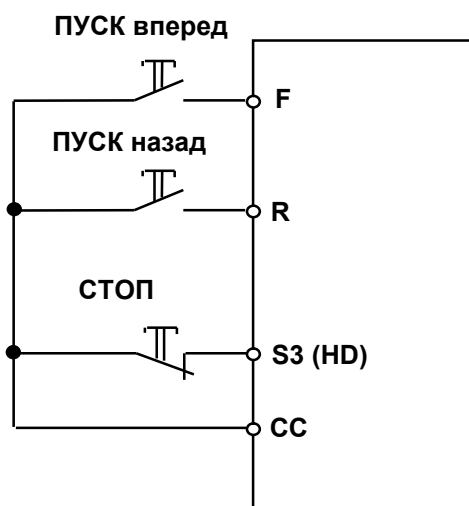 ПУСК вперед
F
ПУСК назад
R
СТОП
S3 (HD)
CC